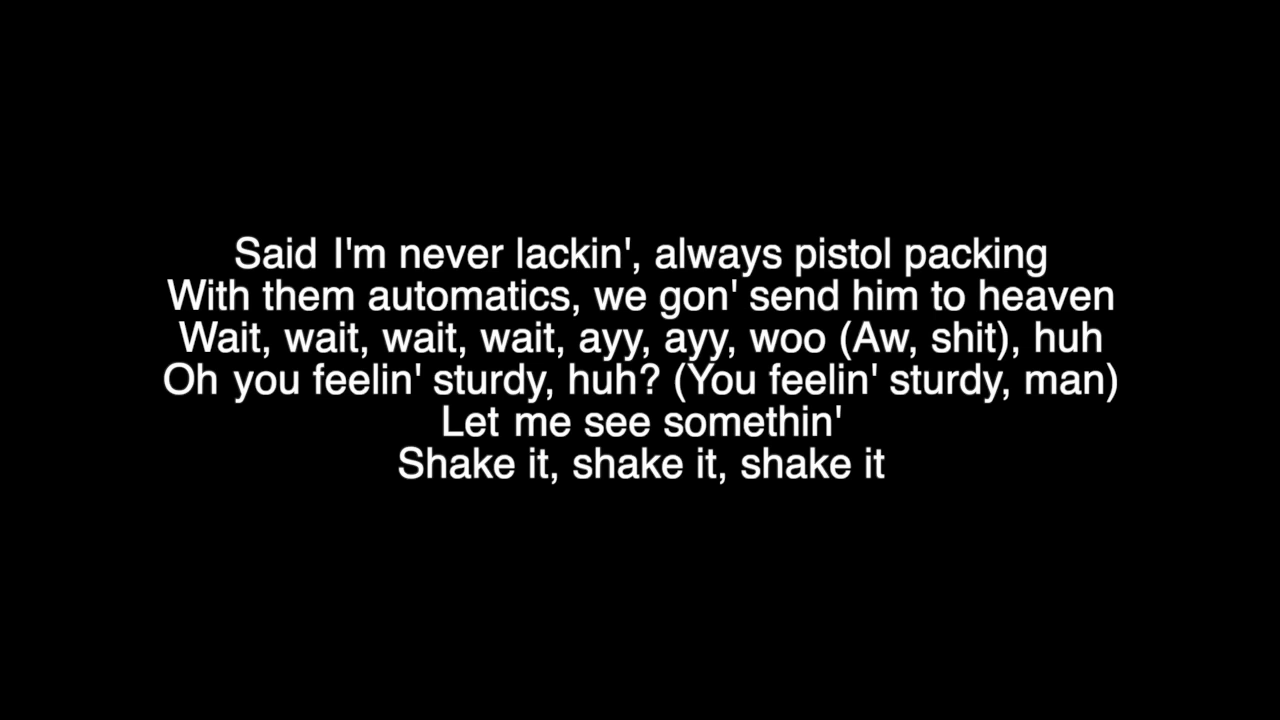 Said I'm never lackin', always pistol packing
With them automatics, we gon' send him to heaven
Wait, wait, wait, wait, ayy, ayy, woo (Aw, shit), huh
Oh you feelin' sturdy, huh? (You feelin' sturdy, man)
Let me see somethin'
Shake it, shake it, shake it